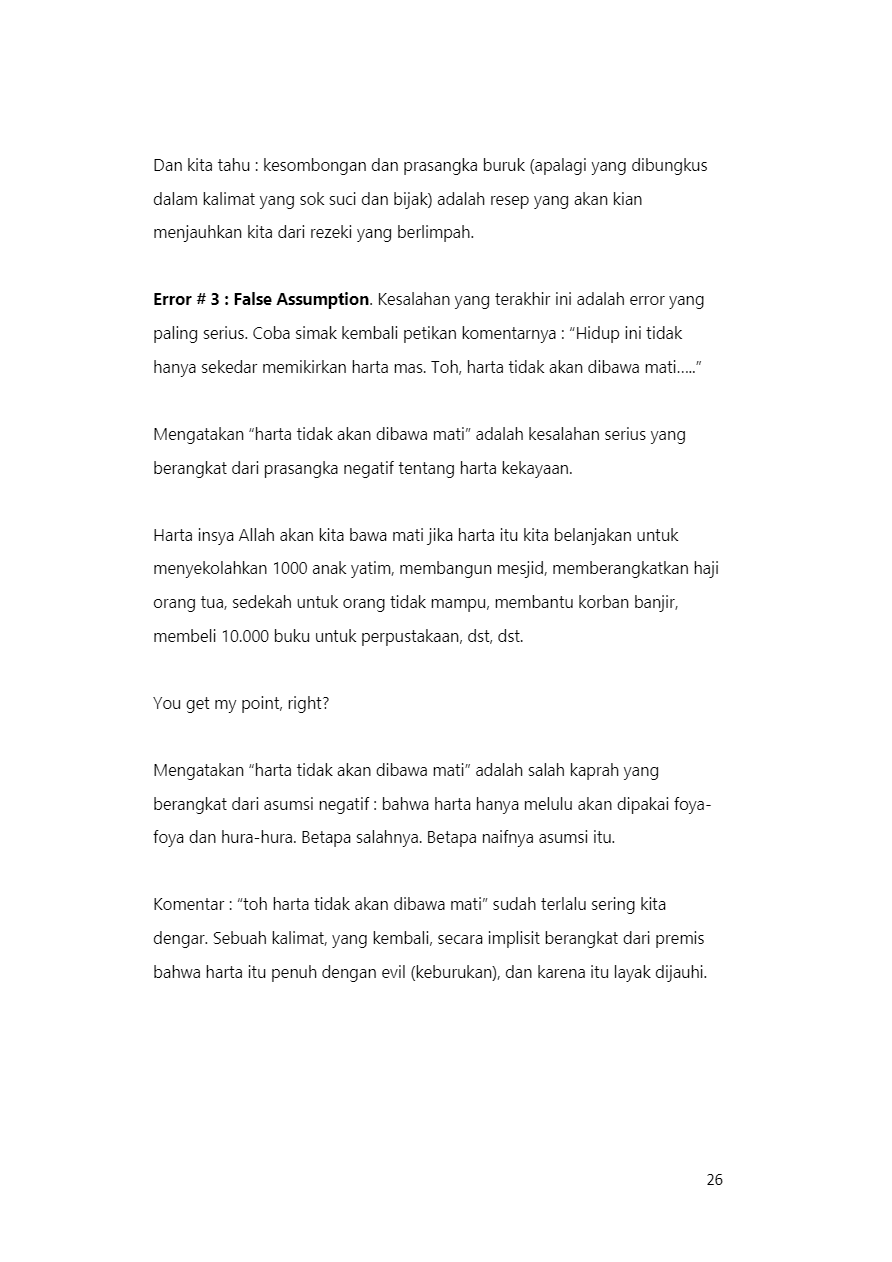 Dan kita tahu : kesombongan dan prasangka buruk (apalagi yang dibungkus
dalam kalimat yang sok suci dan bijak) adalah resep yang akan kian
menjauhkan kita dari rezeki yang berlimpah.
Error # 3 : False Assumption. Kesalahan yang terakhir ini adalah error yang
paling serius. Coba simak kembali petikan komentarnya : “Hidup ini tidak
hanya sekedar memikirkan harta mas. Toh, harta tidak akan dibawa mati.....”
Mengatakan “harta tidak akan dibawa mati” adalah kesalahan serius yang
berangkat dari prasangka negatif tentang harta kekayaan.
Harta insya Allah akan kita bawa mati jika harta itu kita belanjakan untuk
menyekolahkan 1000 anak yatim, membangun mesjid, memberangkatkan haji
orang tua, sedekah untuk orang tidak mampu, membantu korban banjir,
membeli 10.000 buku untuk perpustakaan, dst, dst.
You get my point, right?
Mengatakan “harta tidak akan dibawa mati” adalah salah kaprah yang
berangkat dari asumsi negatif : bahwa harta hanya melulu akan dipakai foya-
foya dan hura-hura. Betapa salahnya. Betapa naifnya asumsi itu.
Komentar : “toh harta tidak akan dibawa mati” sudah terlalu sering kita
dengar. Sebuah kalimat, yang kembali, secara implisit berangkat dari premis
bahwa harta itu penuh dengan evil (keburukan), dan karena itu layak dijauhi.
26